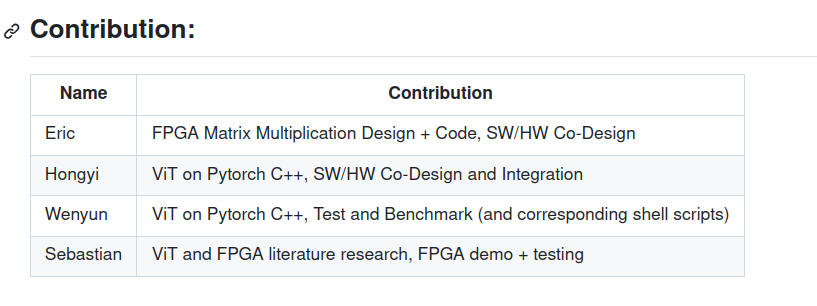 Contribution:
Name Contribution
Eric FPGA Matrix Multiplication Design + Code, SW/HW Co-Design
Hongyi ViT on Pytorch C++, SW/HW Co-Design and Integration
Wenyun ViT on Pytorch C++, Test and Benchmark (and corresponding shell scripts)
Sebastian ViT and FPGA literature research, FPGA demo + testing